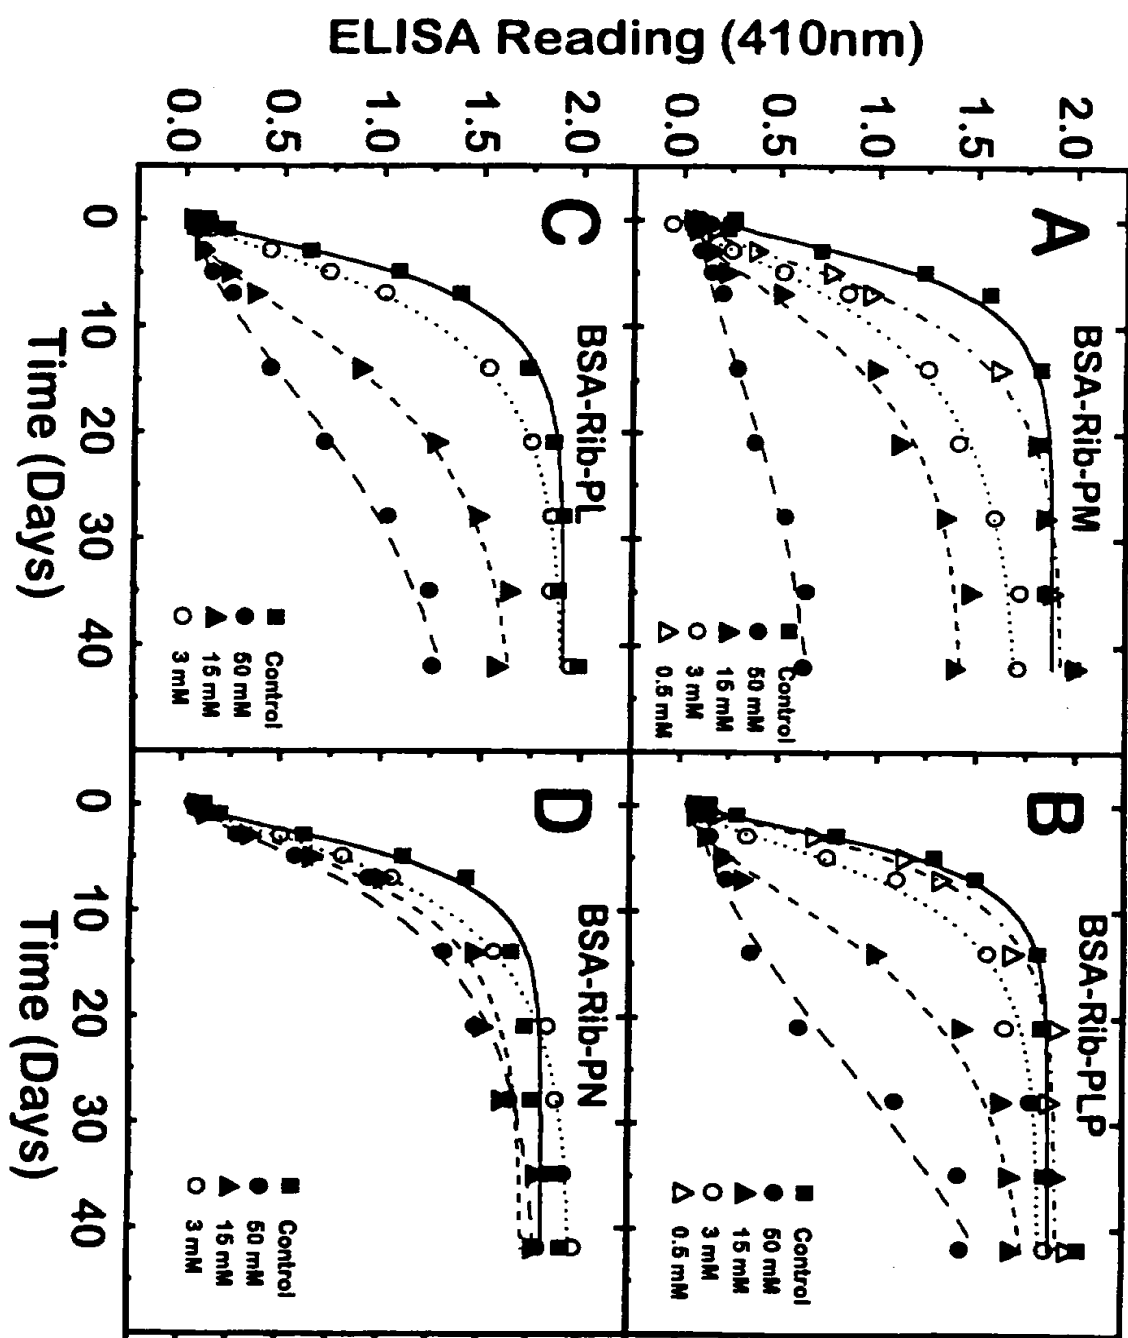 ELISA Reading (410nm)
2.0
1.5
1.0
0.5
0.0
A
BSA-Rib-PM
Control
50 mM
15 mM
3 mM
0.5 mM
B
BSA-Rib-PLP
Control
50 mM
15 mM
3 mM
0.5 mM
2.0
1.5
1.0
0.5
0.0
C
BSA-Rib-PL
Control
50 mM
15 mM
3 mM
0 10 20 30 40
Time (Days)
D
BSA-Rib-PN
Control
50 mM
15 mM
3 mM
0 10 20 30 40
Time (Days)